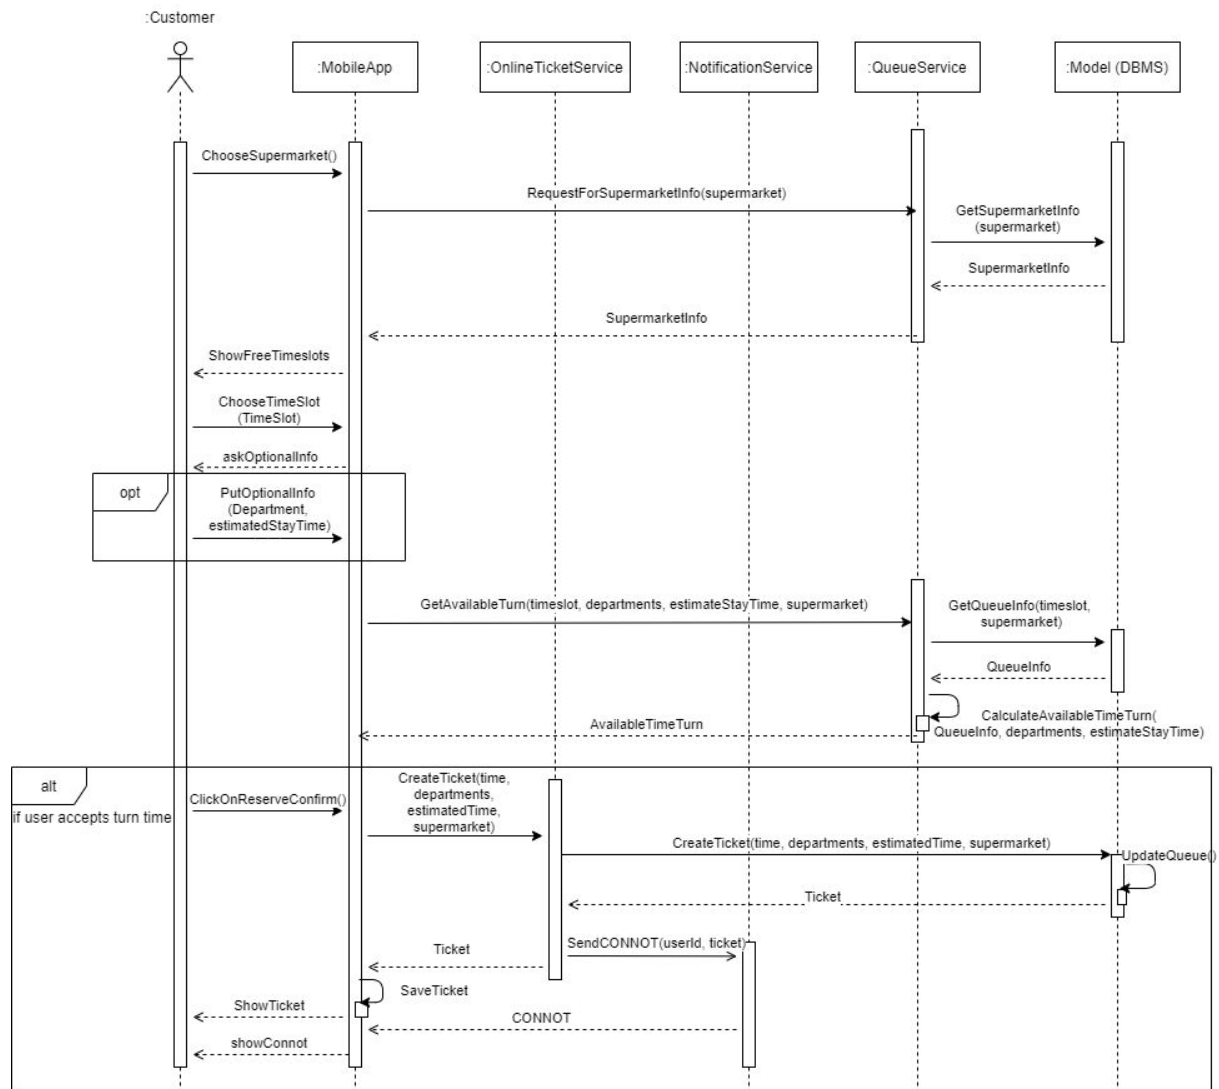 :Customer
:MobileApp
:OnlineTicketService
:NotificationService
:QueueService
:Model (DBMS)
ChooseSupermarket()
RequestForSupermarketInfo(supermarket)
GetSupermarketInfo
(supermarket)
SupermarketInfo
SupermarketInfo
ShowFreeTimeslots
ChooseTimeSlot
(TimeSlot)
askOptionalInfo
opt
PutOptionalInfo
(Department,
estimatedStayTime)
GetAvailableTurn(timeslot, departments, estimateStayTime, supermarket)
GetQueueInfo(timeslot,
supermarket)
QueueInfo
CalculateAvailableTimeTurn(
QueueInfo, departments, estimateStayTime)
AvailableTimeTurn
alt
if user accepts turn time
ClickOnReserveConfirm()
CreateTicket(time,
departments,
estimatedTime,
supermarket)
CreateTicket(time, departments, estimatedTime, supermarket)
UpdateQueue()
Ticket
SendCONNOT(userId, ticket)
Ticket
SaveTicket
ShowTicket
CONNOT
showConnot